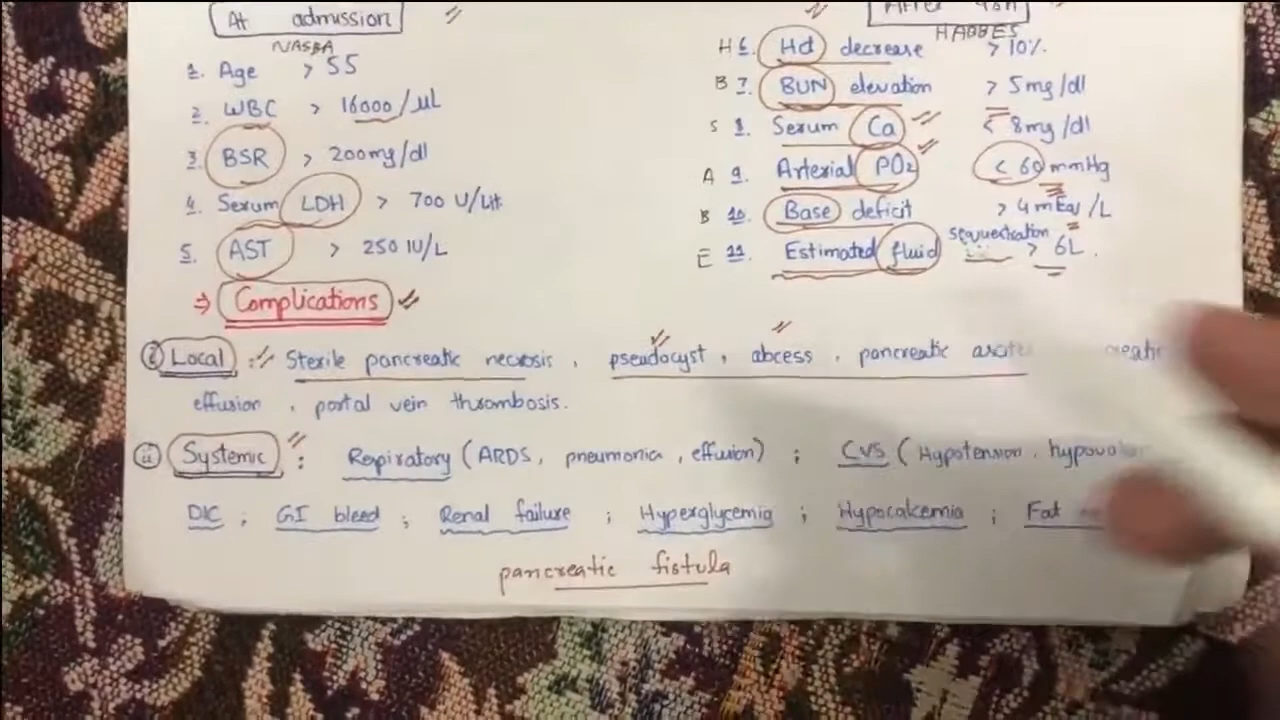 At admission
NASBA
1. Age > 55
2. WBC > 16000/μL
3. BSR > 200mg/dl
4. Serum LDH > 700 U/Lit
5. AST > 250 IU/L
After 48h
HABBES
H 6. Hct decrease > 10%.
B 7. BUN elevation > 5mg/dl
S 8. Serum Ca < 8mg/dl
A 9. Arterial PO2 < 60 mmHg
B 10. Base deficit > 4 mEq/L
E 11. Estimated fluid sequestration > 6L.
⇒ Complications
(i) Local :- Sterile pancreatic necrosis, pseudocyst, abcess, pancreatic
effusion, portal vein thrombosis.
(ii) Systemic : Respiratory (ARDS, pneumonia, effusion) ; CVS (Hypotension,
DIC ; GI bleed ; Renal failure ; Hyperglycemia ; Hypocalcemia ; Fat
pancreatic fistula